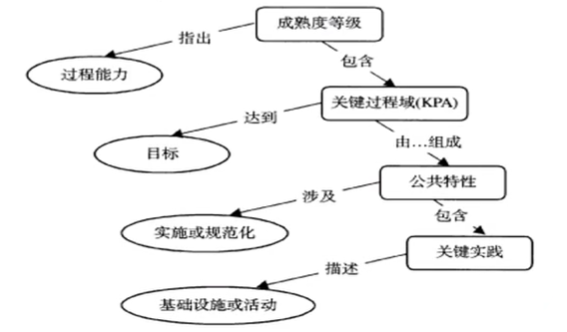 成熟度等级
指出
包含
过程能力
关键过程域(KPA)
达到
由…组成
目标
公共特性
涉及
包含
实施或规范化
关键实践
描述
基础设施或活动